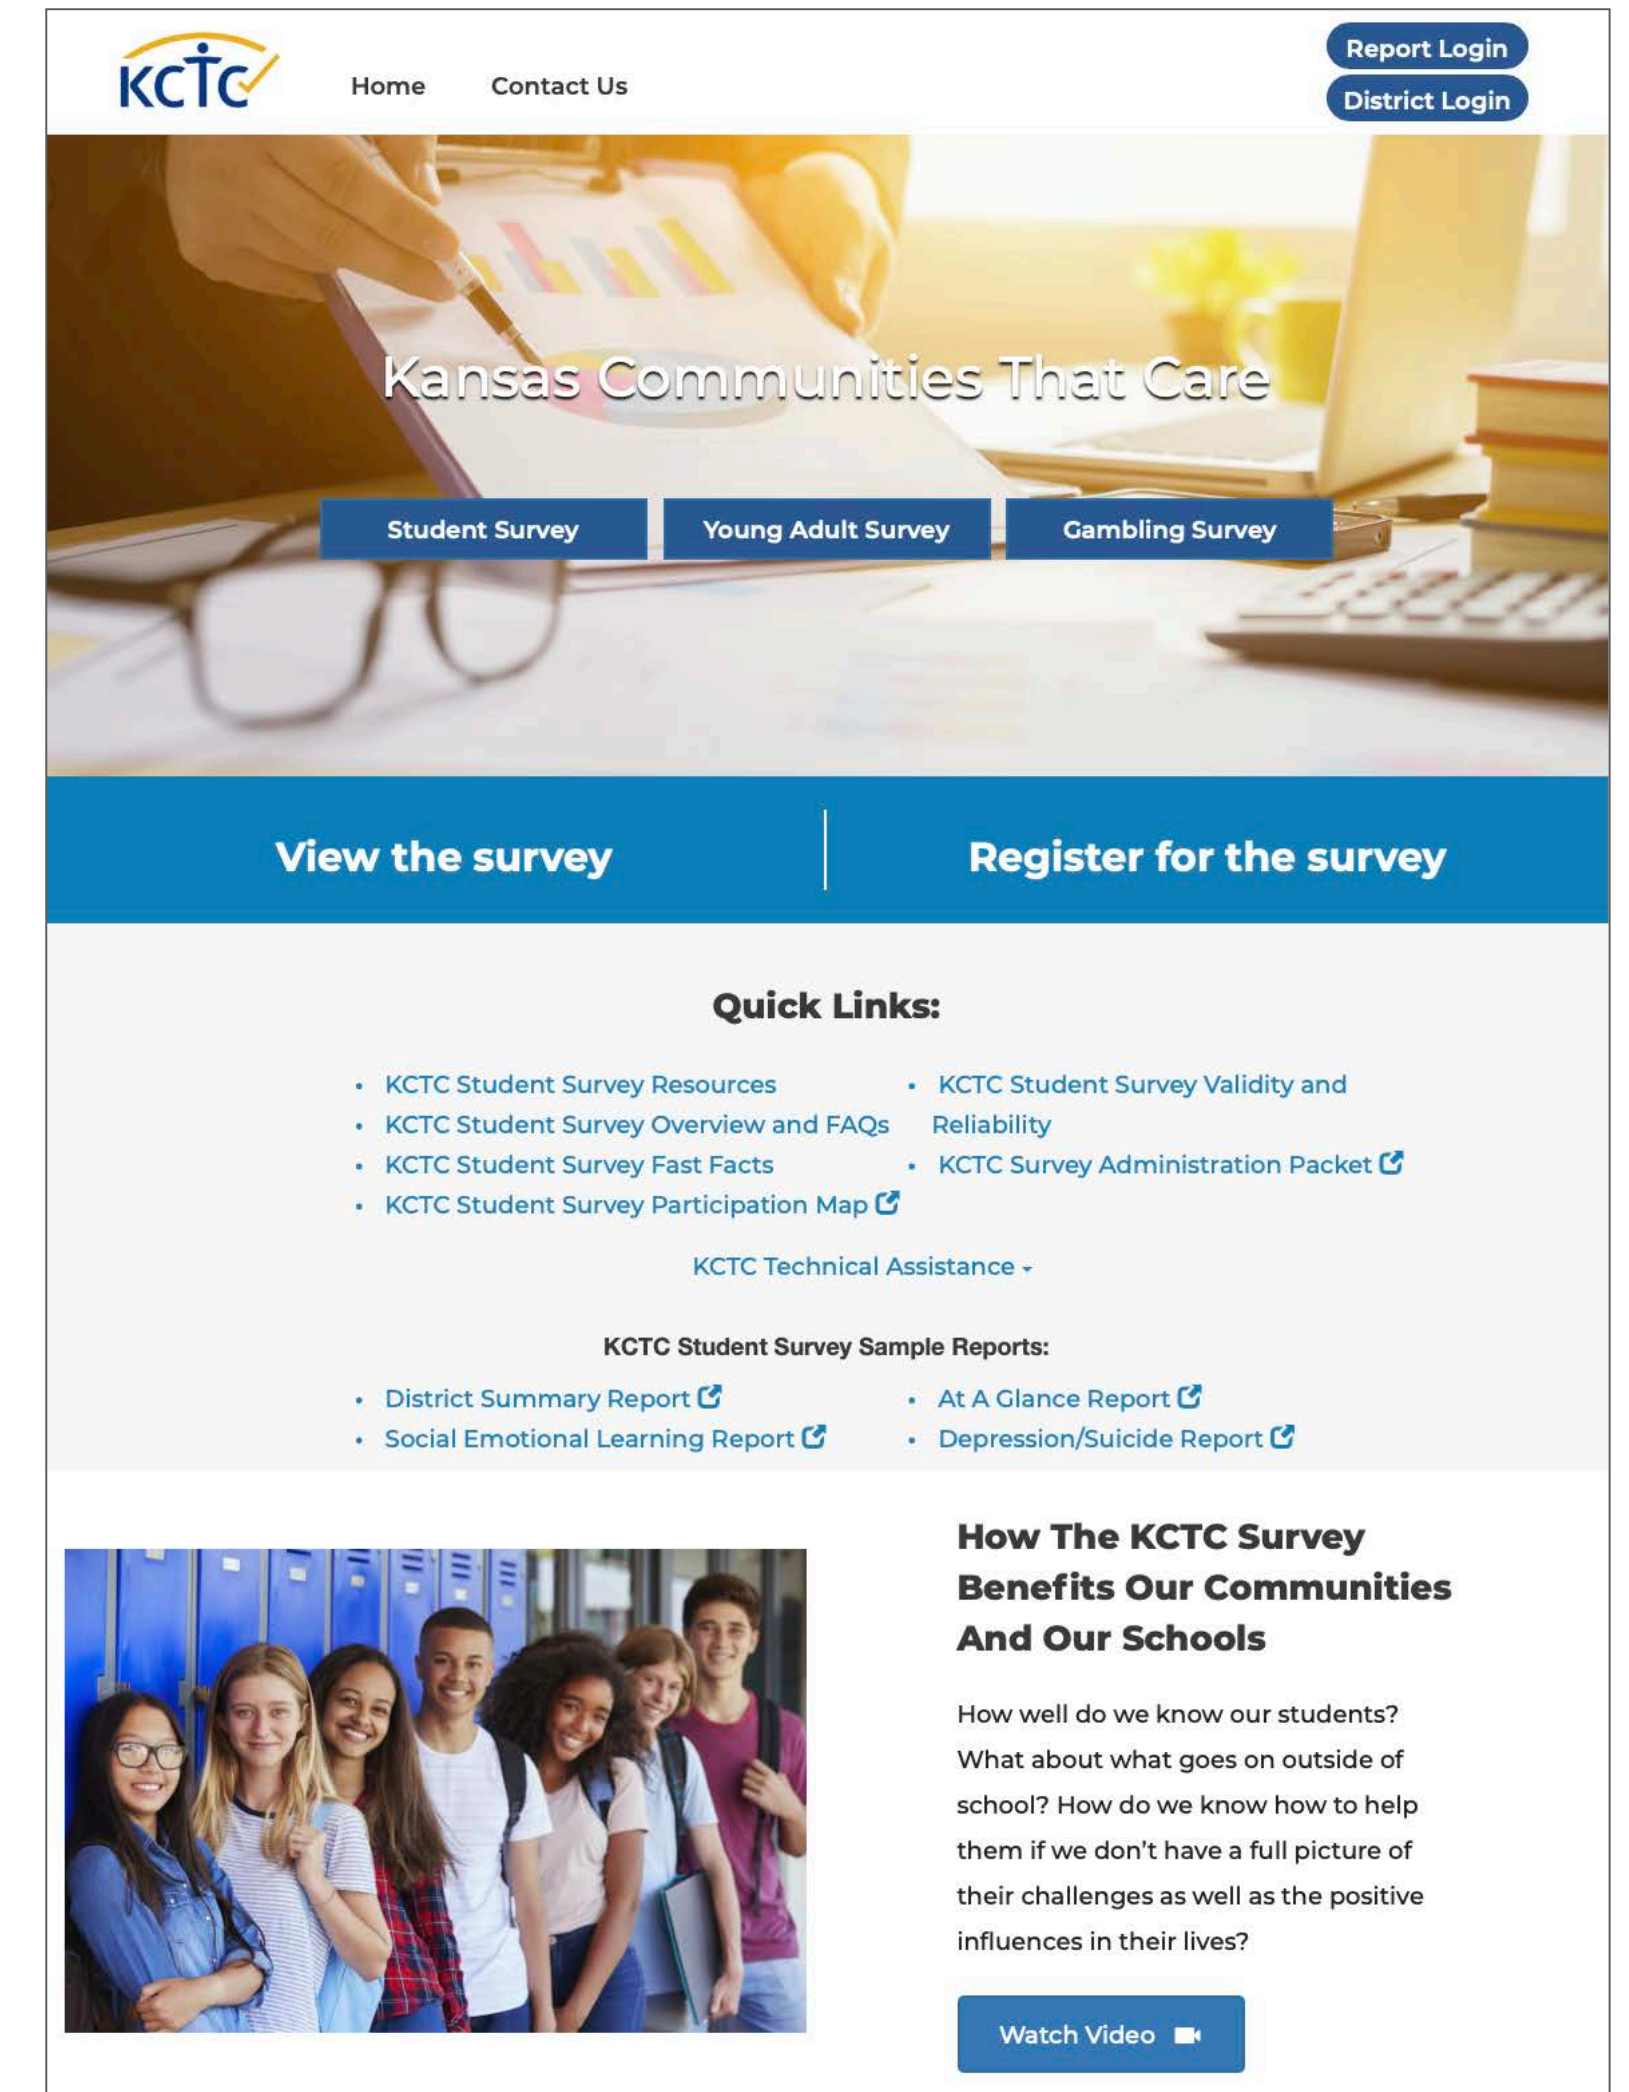 KCTC
Home
Contact Us
Report Login
District Login
Kansas Communities That Care
Student Survey
Young Adult Survey
Gambling Survey
View the survey
Register for the survey
Quick Links:
• KCTC Student Survey Resources
• KCTC Student Survey Overview and FAQs
• KCTC Student Survey Fast Facts
• KCTC Student Survey Participation Map
• KCTC Student Survey Validity and
Reliability
• KCTC Survey Administration Packet
KCTC Technical Assistance
KCTC Student Survey Sample Reports:
• District Summary Report
• Social Emotional Learning Report
• At A Glance Report
• Depression/Suicide Report
How The KCTC Survey
Benefits Our Communities
And Our Schools
How well do we know our students?
What about what goes on outside of
school? How do we know how to help
them if we don't have a full picture of
their challenges as well as the positive
influences in their lives?
Watch Video